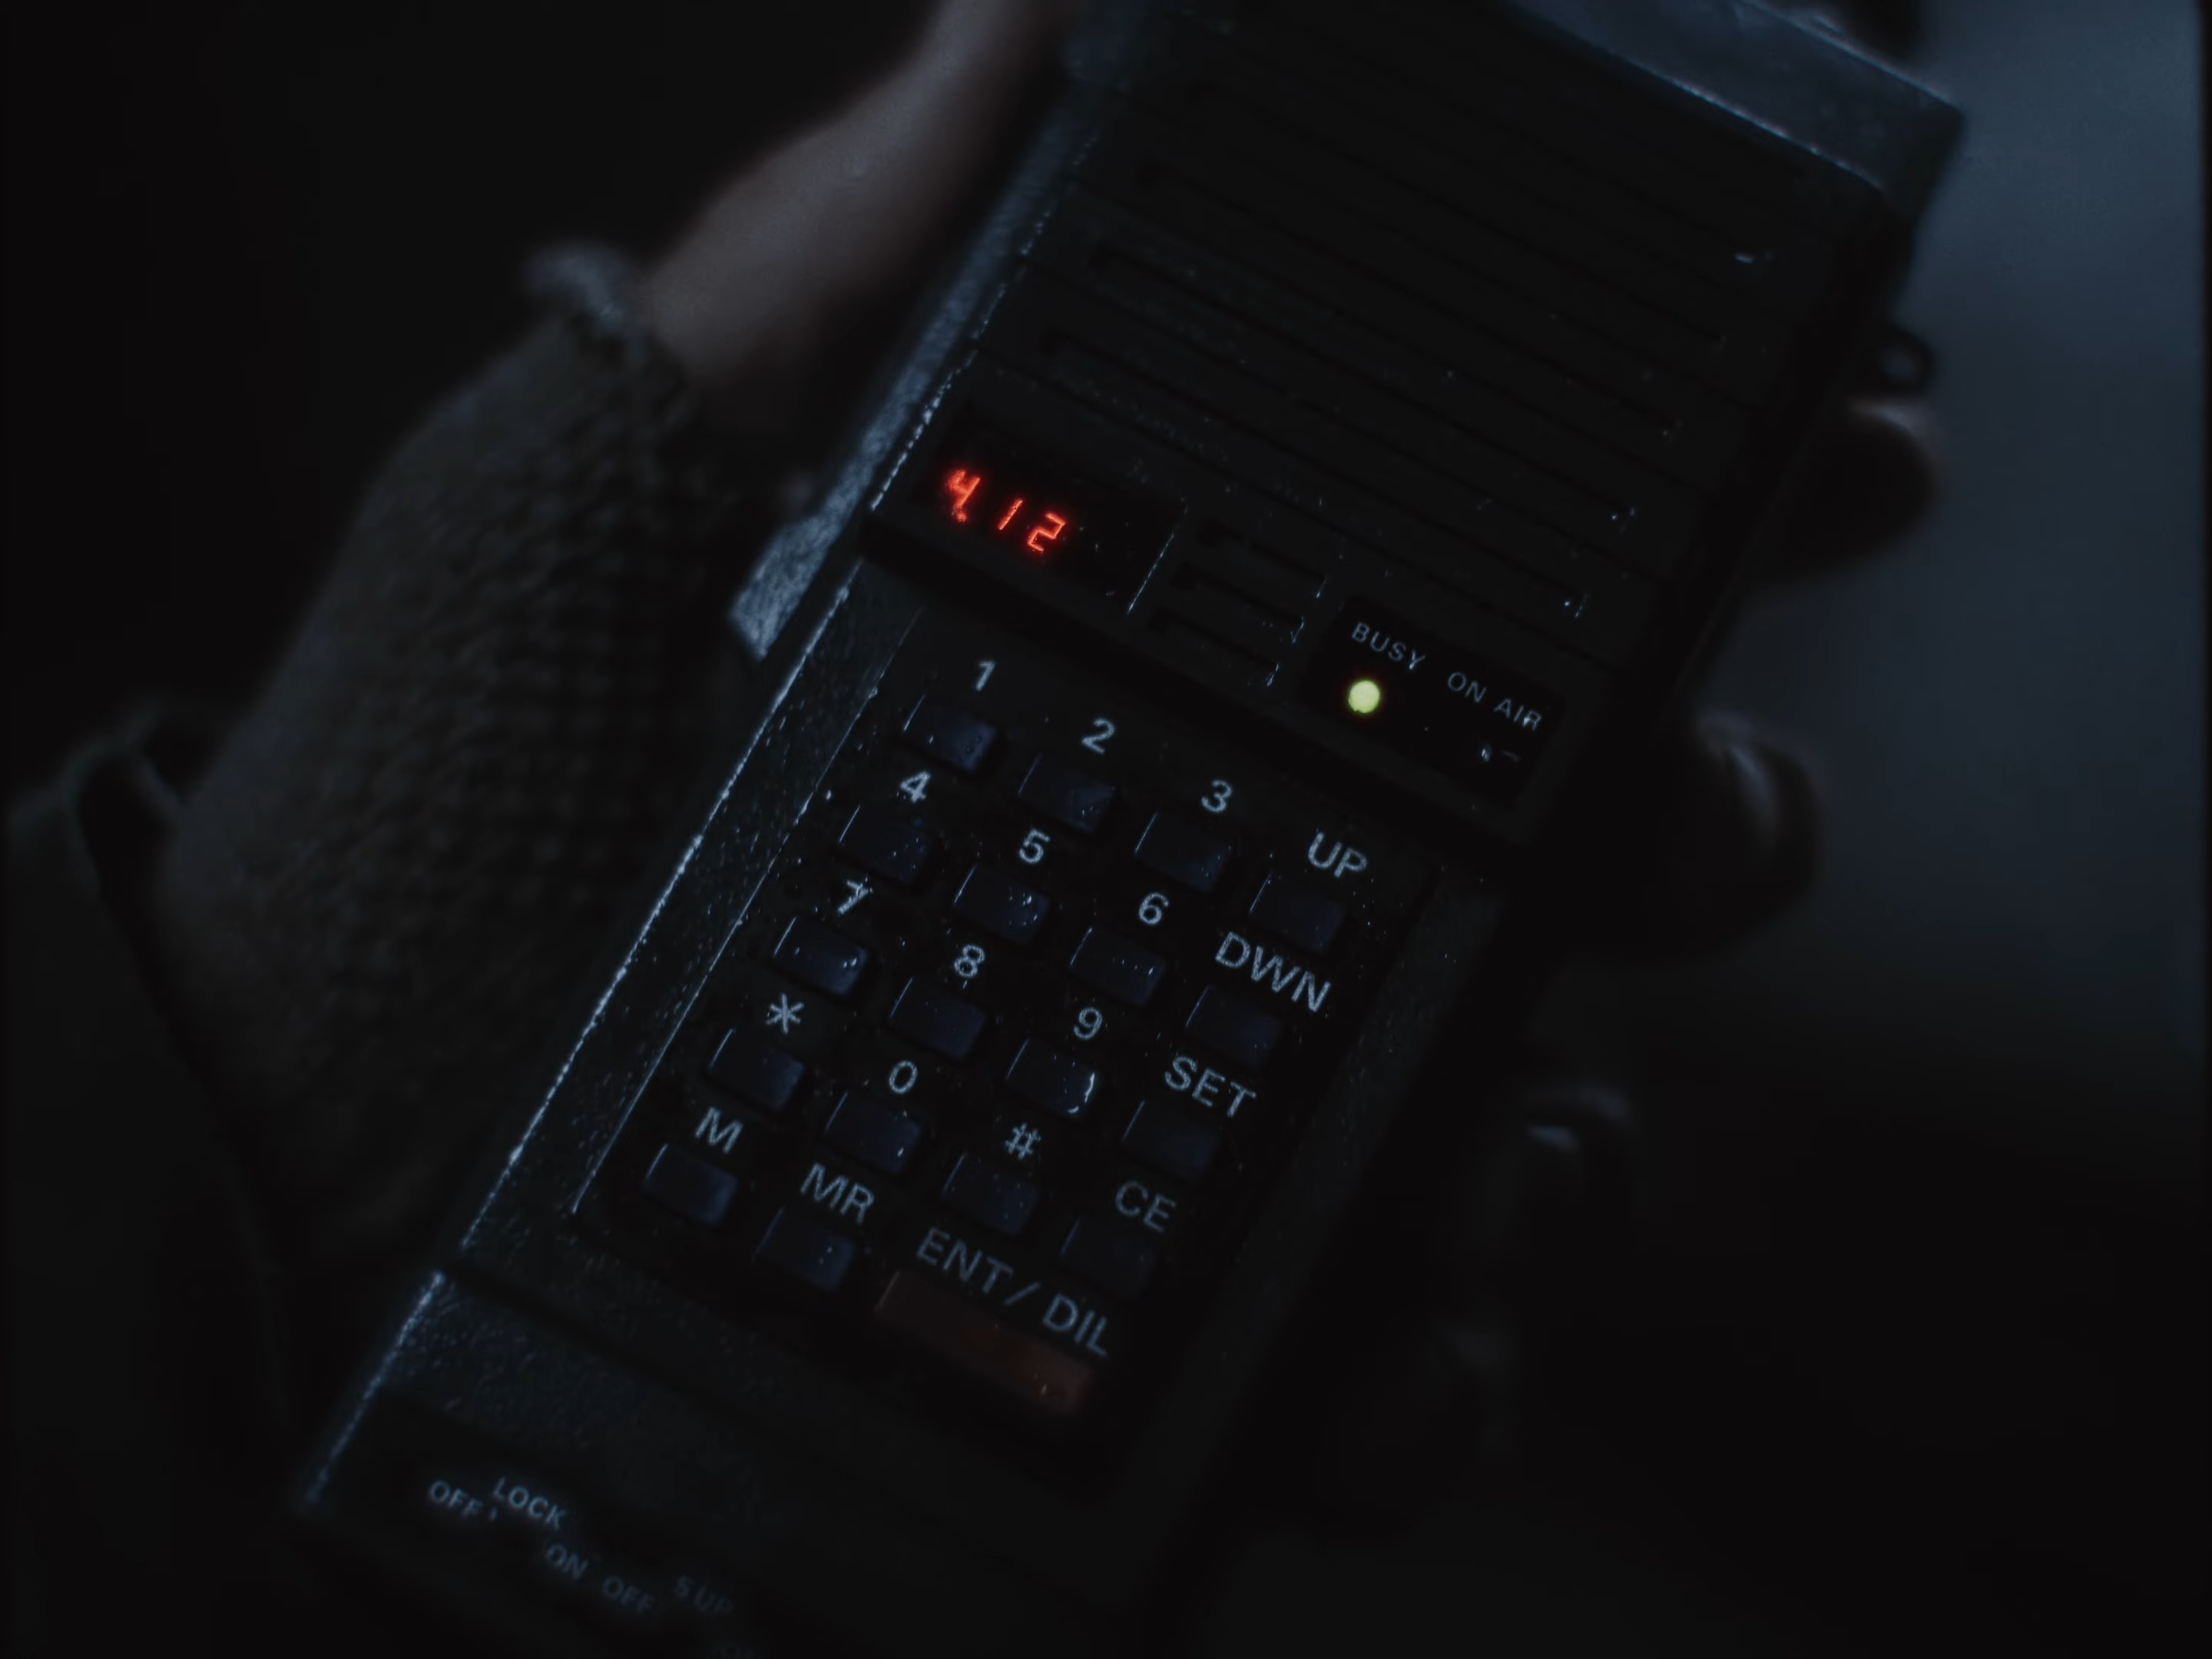 4.12
BUSY ON AIR
1 2 3 UP
4 5 6 DWN
7 8 9 SET
* 0 # CE
M MR ENT/DIL
LOCK
OFF ON OFF SUP